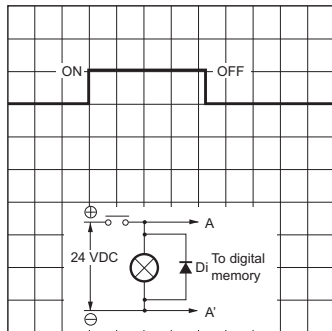 ON
OFF
⊕
A
24 VDC
Di
To digital
memory
⊖
A'